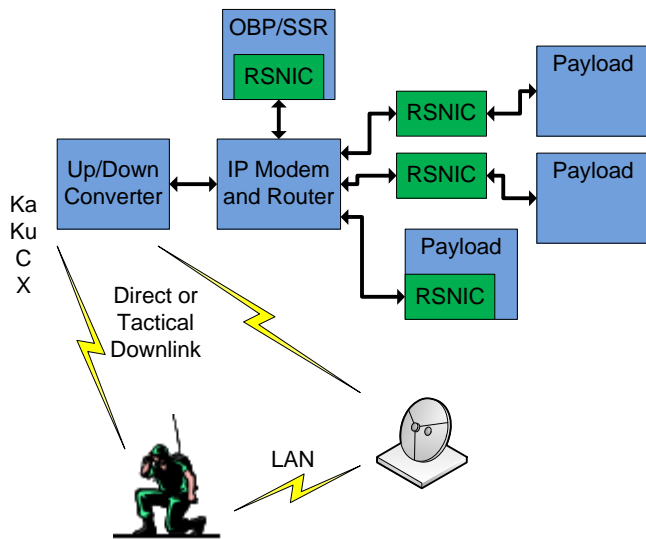 OBP/SSR
RSNIC
Payload
RSNIC
Up/Down
Converter
IP Modem
and Router
RSNIC
Payload
Ka
Ku
C
X
Payload
RSNIC
Direct or
Tactical
Downlink
LAN